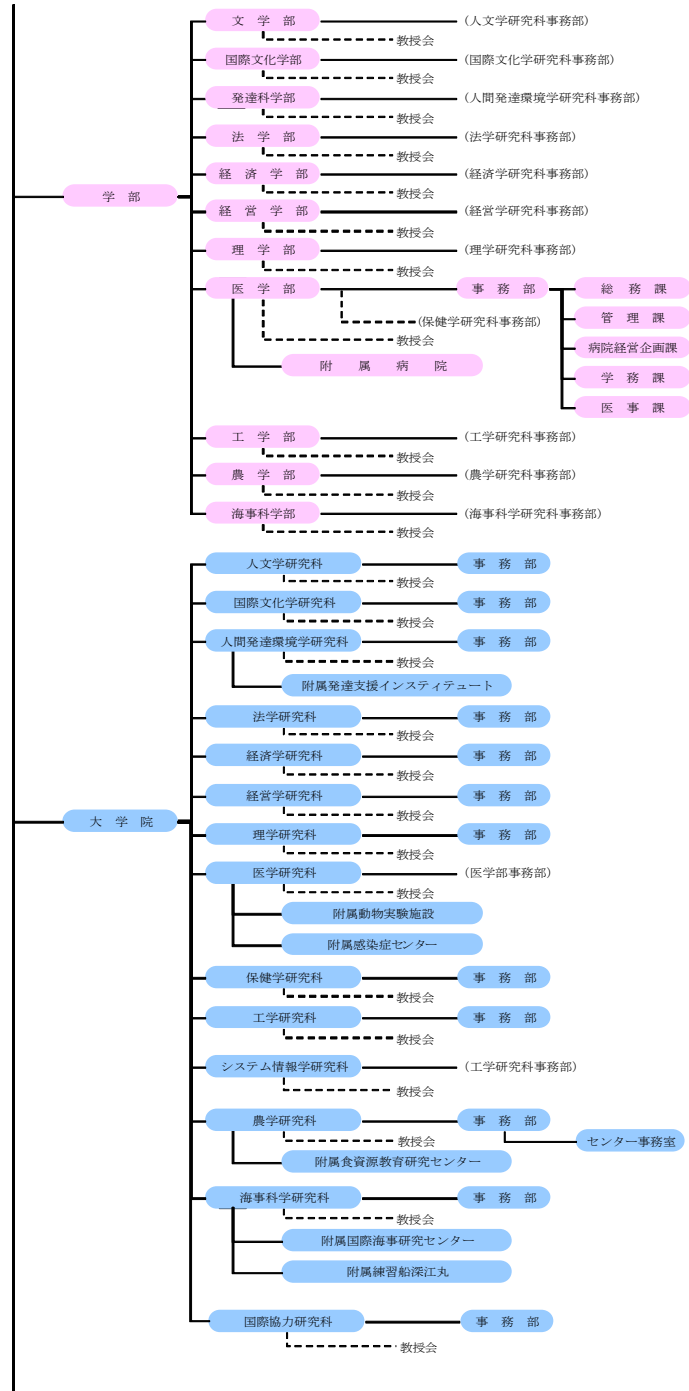 文学部 (人文学研究科事務部)
教授会
国際文化学部 (国際文化学研究科事務部)
教授会
発達科学部 (人間発達環境学研究科事務部)
教授会
法学部 (法学研究科事務部)
教授会
経済学部 (経済学研究科事務部)
教授会
学部
経営学部 (経営学研究科事務部)
教授会
理学部 (理学研究科事務部)
教授会
医学部 事務部 総務課
管理課
(保健学研究科事務部)
教授会
病院経営企画課
附属病院
学務課
医事課
工学部 (工学研究科事務部)
教授会
農学部 (農学研究科事務部)
教授会
海事科学部 (海事科学研究科事務部)
教授会
人文学研究科 事務部
教授会
国際文化学研究科 事務部
教授会
人間発達環境学研究科 事務部
教授会
附属発達支援インスティテュート
法学研究科 事務部
教授会
経済学研究科 事務部
教授会
経営学研究科 事務部
教授会
大学院
理学研究科 事務部
教授会
医学研究科 (医学部事務部)
教授会
附属動物実験施設
附属感染症センター
保健学研究科 事務部
教授会
工学研究科 事務部
教授会
システム情報学研究科 (工学研究科事務部)
教授会
農学研究科 事務部
教授会 センター事務室
附属食資源教育研究センター
海事科学研究科 事務部
教授会
附属国際海事研究センター
附属練習船深江丸
国際協力研究科 事務部
教授会